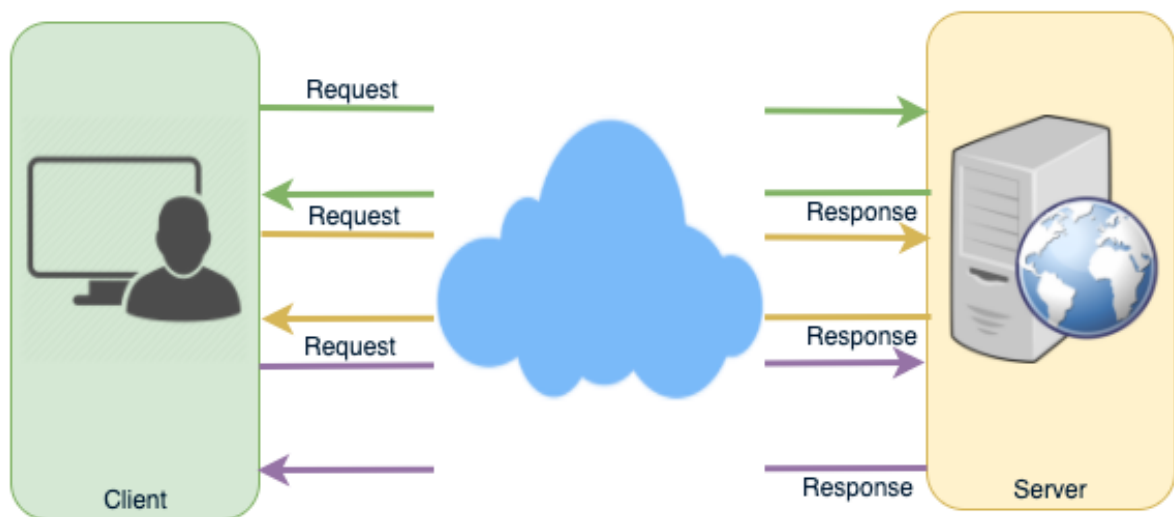 Request
Request
Response
Request
Response
Response
Client
Server